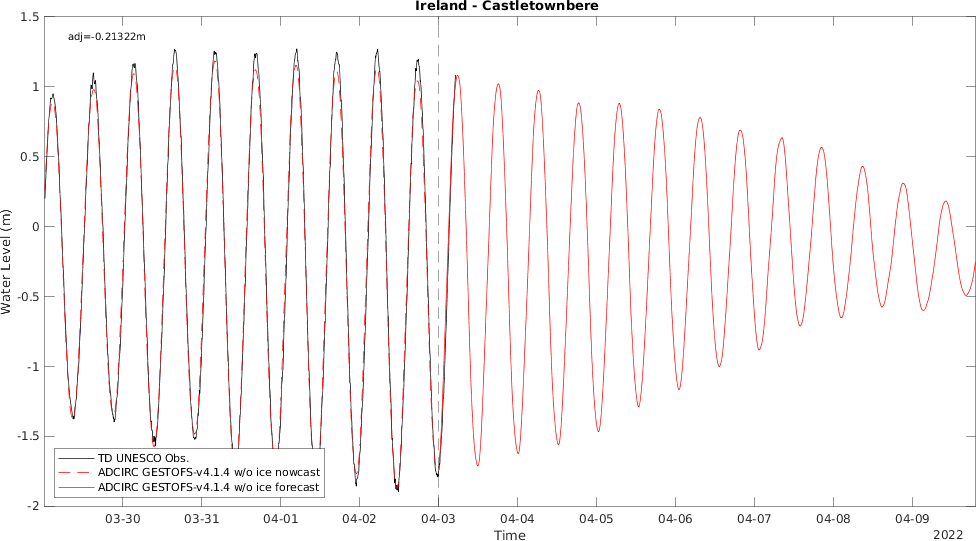 Ireland - Castletownbere
adj=-0.21322m
1.5
1
0.5
0
-0.5
-1
-1.5
-2
Water Level (m)
TD UNESCO Obs.
ADCIRC GESTOFS-v4.1.4 w/o ice nowcast
ADCIRC GESTOFS-v4.1.4 w/o ice forecast
03-30 03-31 04-01 04-02 04-03 04-04 04-05 04-06 04-07 04-08 04-09
Time
2022